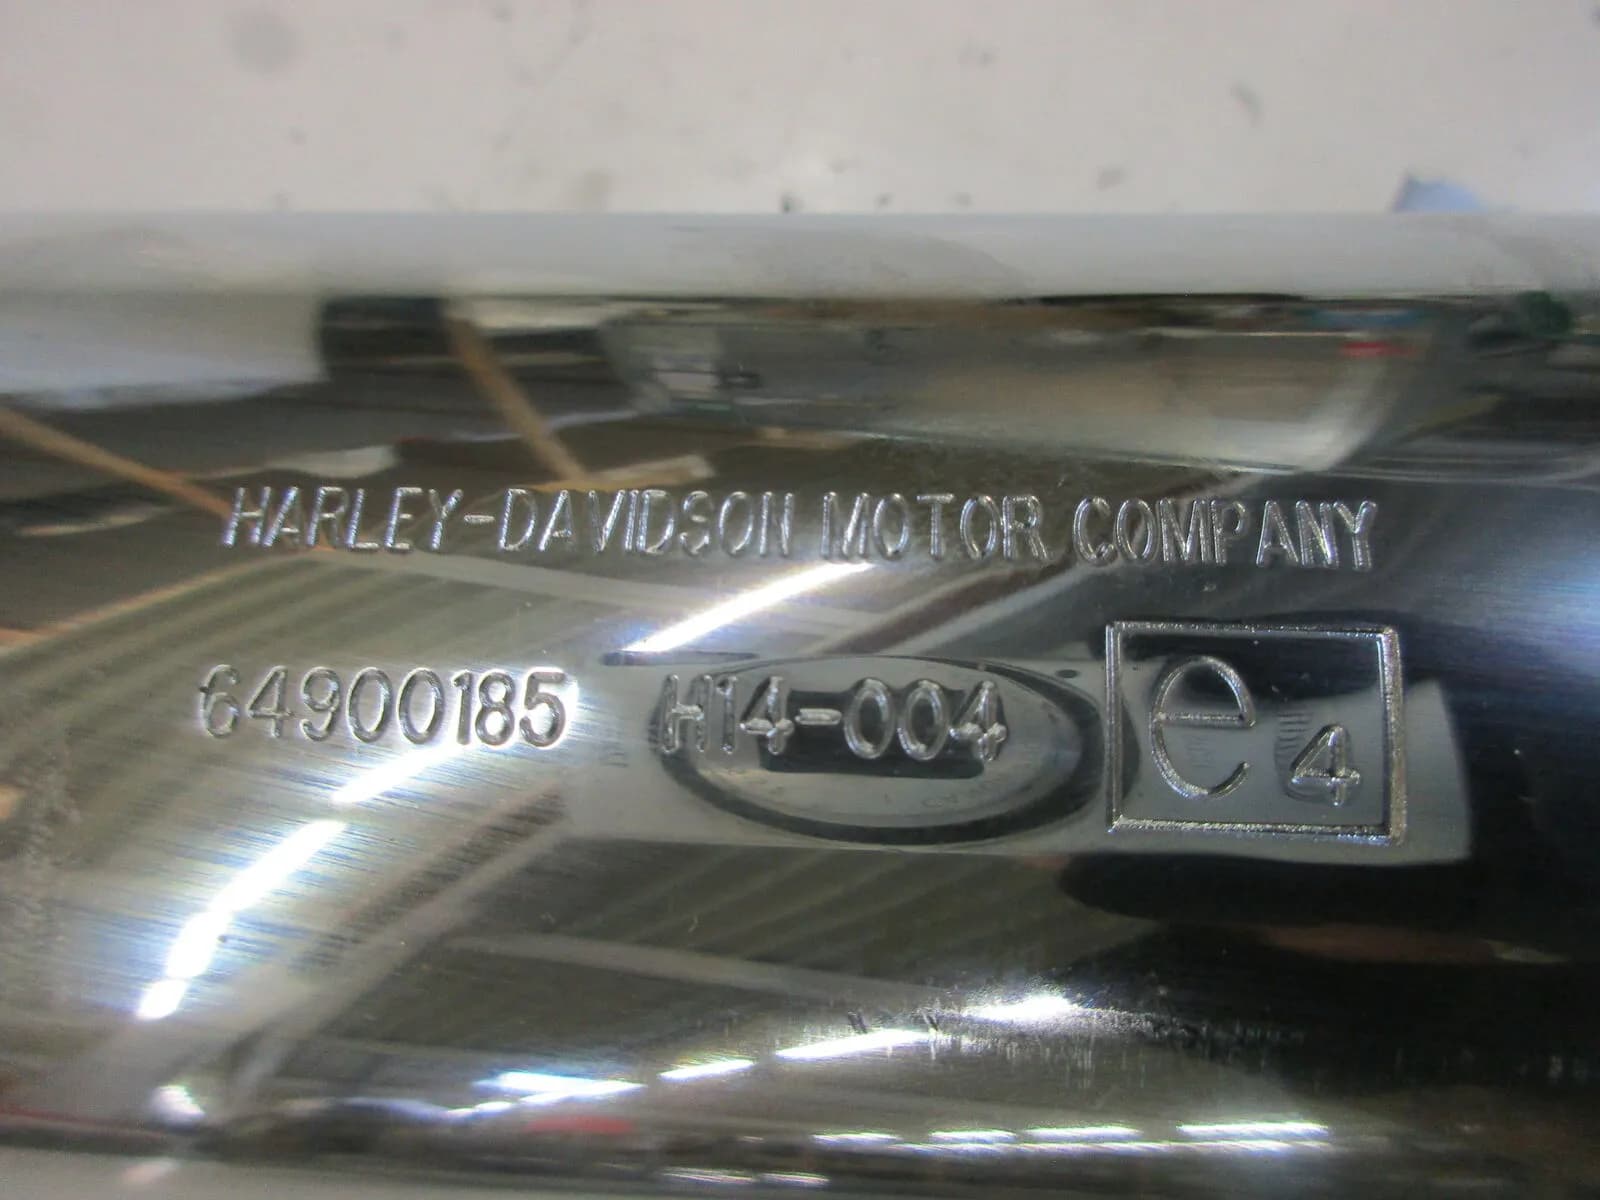 HARLEY-DAVIDSON MOTOR COMPANY
64900185 H14-004 e4